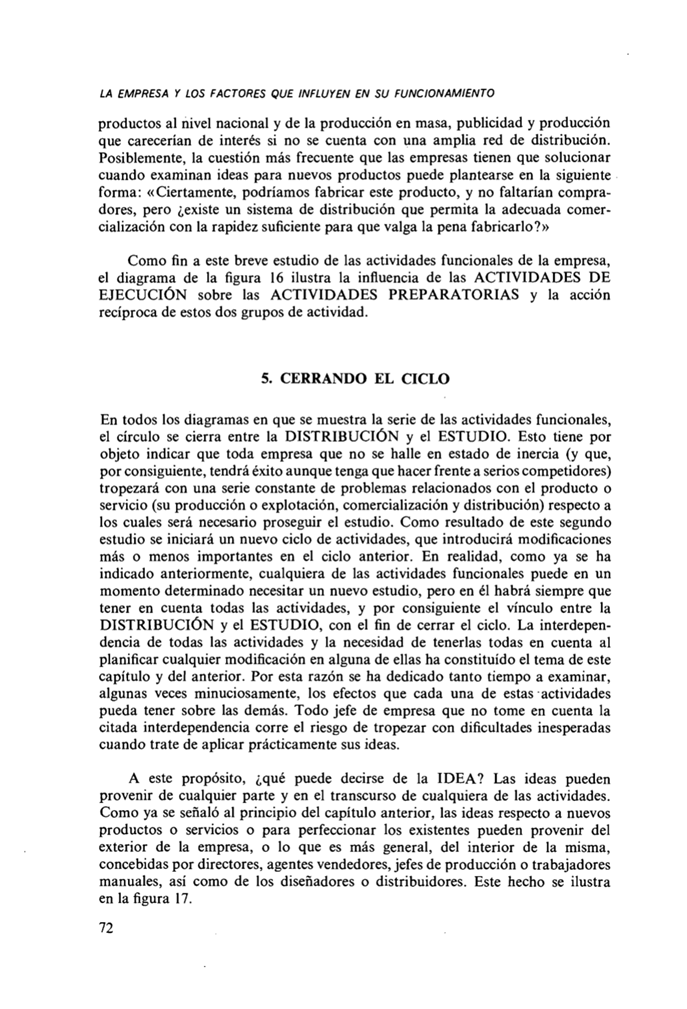 LA EMPRESA Y LOS FACTORES QUE INFLUYEN EN SU FUNCIONAMIENTO
productos al nivel nacional y de la producción en masa, publicidad y producción
que carecerían de interés si no se cuenta con una amplia red de distribución.
Posiblemente, la cuestión más frecuente que las empresas tienen que solucionar
cuando examinan ideas para nuevos productos puede plantearse en la siguiente
forma: «Ciertamente, podríamos fabricar este producto, y no faltarían compra-
dores, pero ¿existe un sistema de distribución que permita la adecuada comer-
cialización con la rapidez suficiente para que valga la pena fabricarlo?»
Como fin a este breve estudio de las actividades funcionales de la empresa,
el diagrama de la figura 16 ilustra la influencia de las ACTIVIDADES DE
EJECUCIÓN sobre las ACTIVIDADES PREPARATORIAS y la acción
recíproca de estos dos grupos de actividad.
5. CERRANDO EL CICLO
En todos los diagramas en que se muestra la serie de las actividades funcionales,
el círculo se cierra entre la DISTRIBUCIÓN y el ESTUDIO. Esto tiene por
objeto indicar que toda empresa que no se halle en estado de inercia (y que,
por consiguiente, tendrá éxito aunque tenga que hacer frente a serios competidores)
tropezará con una serie constante de problemas relacionados con el producto o
servicio (su producción o explotación, comercialización y distribución) respecto a
los cuales será necesario proseguir el estudio. Como resultado de este segundo
estudio se iniciará un nuevo ciclo de actividades, que introducirá modificaciones
más o menos importantes en el ciclo anterior. En realidad, como ya se ha
indicado anteriormente, cualquiera de las actividades funcionales puede en un
momento determinado necesitar un nuevo estudio, pero en él habrá siempre que
tener en cuenta todas las actividades, y por consiguiente el vínculo entre la
DISTRIBUCIÓN y el ESTUDIO, con el fin de cerrar el ciclo. La interdepen-
dencia de todas las actividades y la necesidad de tenerlas todas en cuenta al
planificar cualquier modificación en alguna de ellas ha constituído el tema de este
capítulo y del anterior. Por esta razón se ha dedicado tanto tiempo a examinar,
algunas veces minuciosamente, los efectos que cada una de estas actividades
pueda tener sobre las demás. Todo jefe de empresa que no tome en cuenta la
citada interdependencia corre el riesgo de tropezar con dificultades inesperadas
cuando trate de aplicar prácticamente sus ideas.
A este propósito, ¿qué puede decirse de la IDEA? Las ideas pueden
provenir de cualquier parte y en el transcurso de cualquiera de las actividades.
Como ya se señaló al principio del capítulo anterior, las ideas respecto a nuevos
productos o servicios o para perfeccionar los existentes pueden provenir del
exterior de la empresa, o lo que es más general, del interior de la misma,
concebidas por directores, agentes vendedores, jefes de producción o trabajadores
manuales, así como de los diseñadores o distribuidores. Este hecho se ilustra
en la figura 17.
72